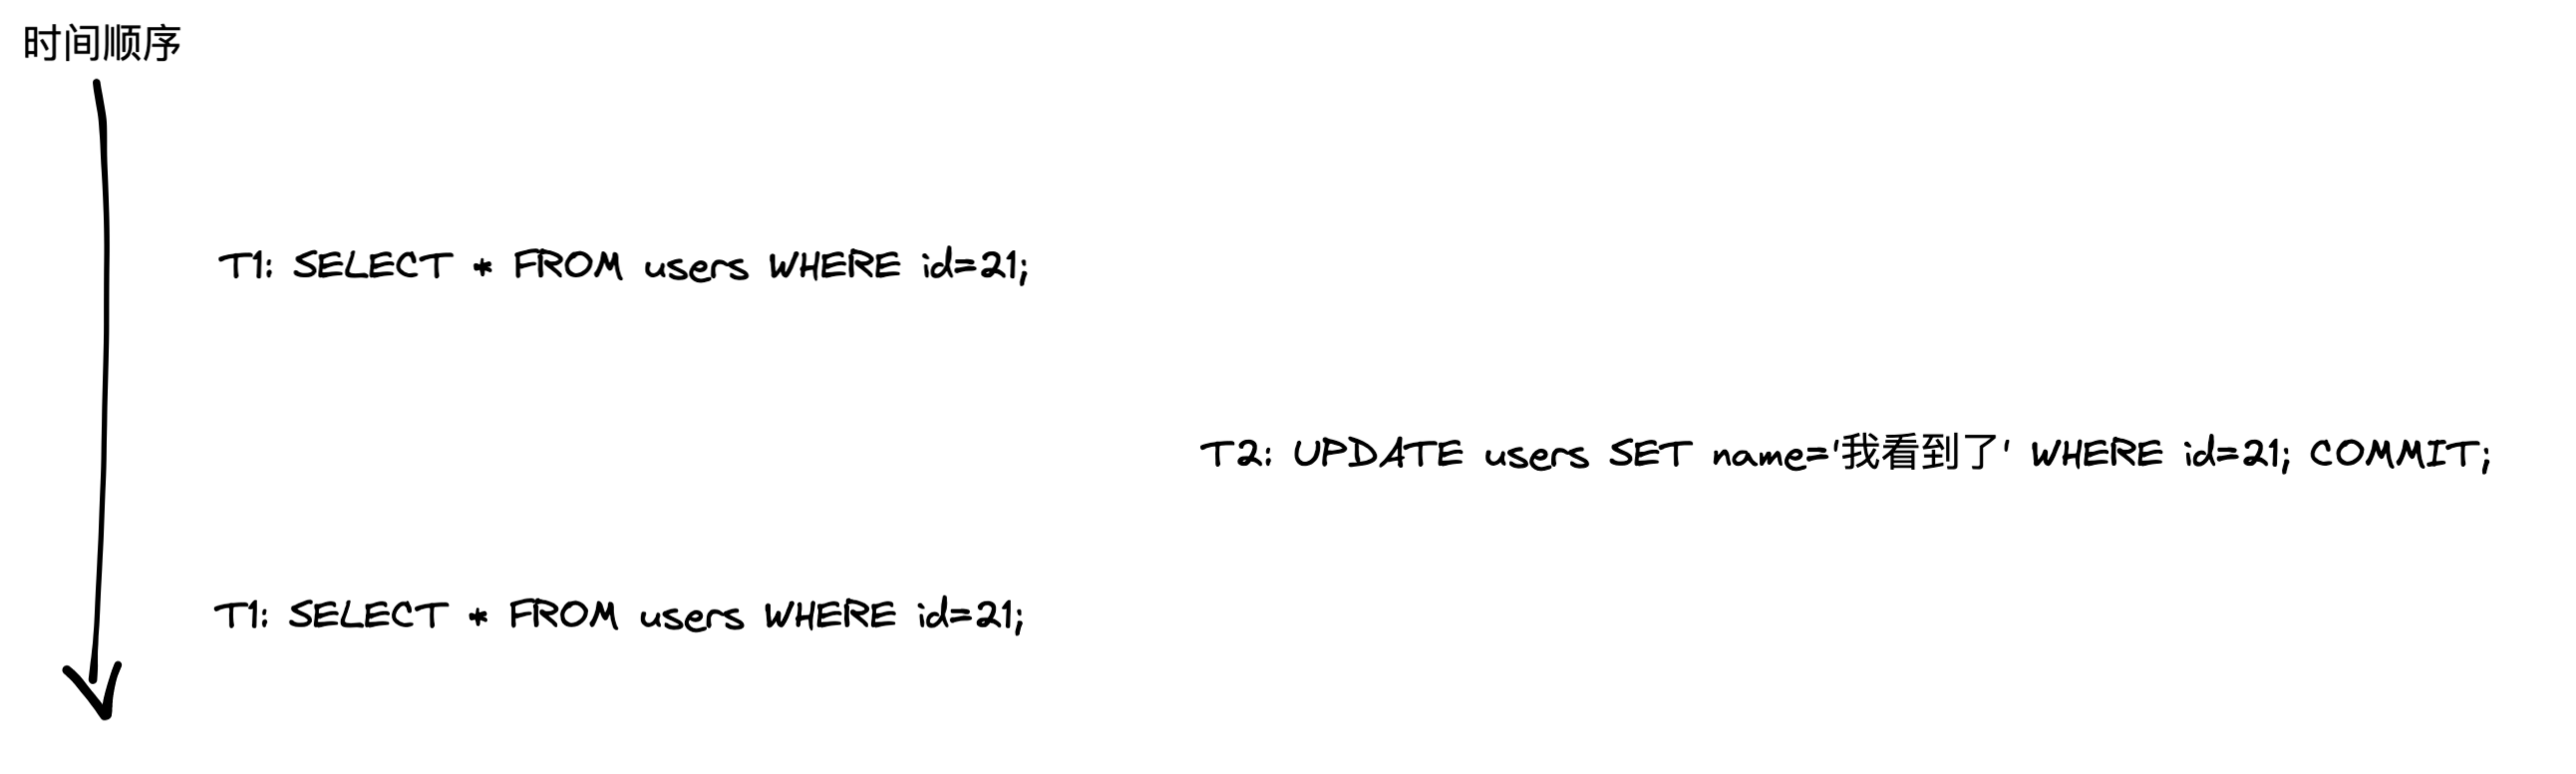 时间顺序
T1: SELECT * FROM users WHERE id=21;
T2: UPDATE users SET name='我看到了' WHERE id=21; COMMIT;
T1: SELECT * FROM users WHERE id=21;